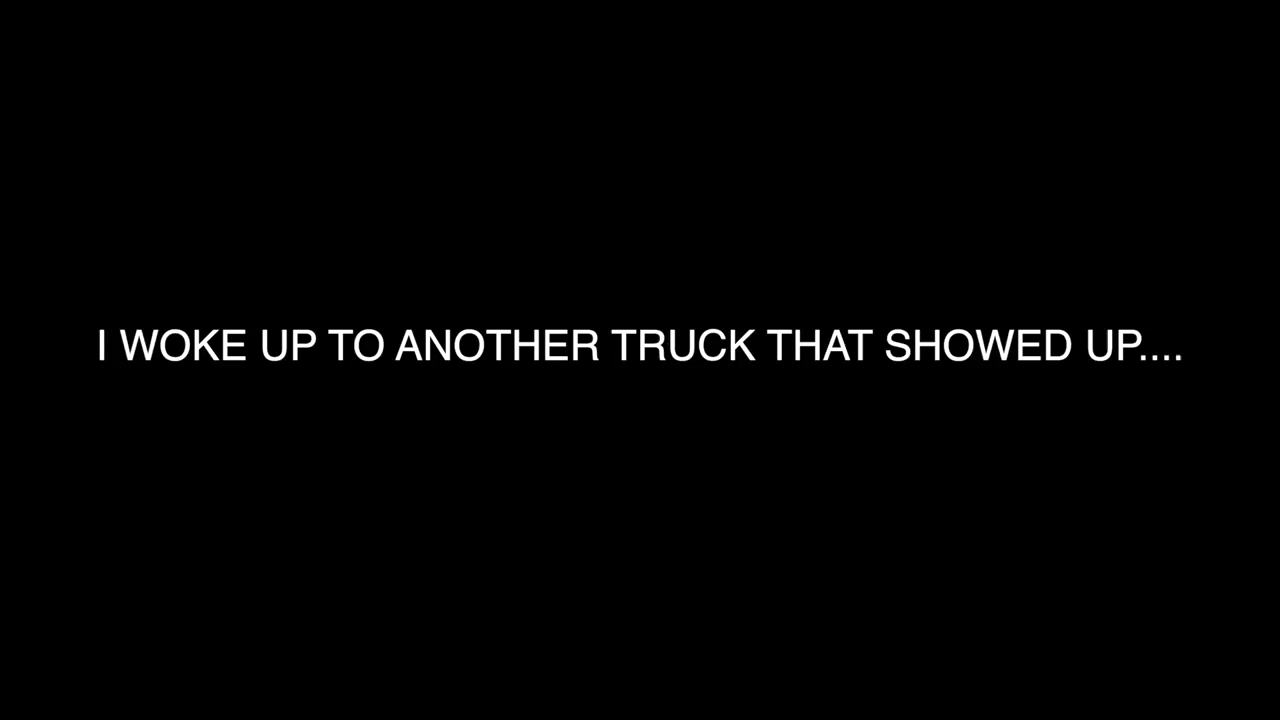 I WOKE UP TO ANOTHER TRUCK THAT SHOWED UP....